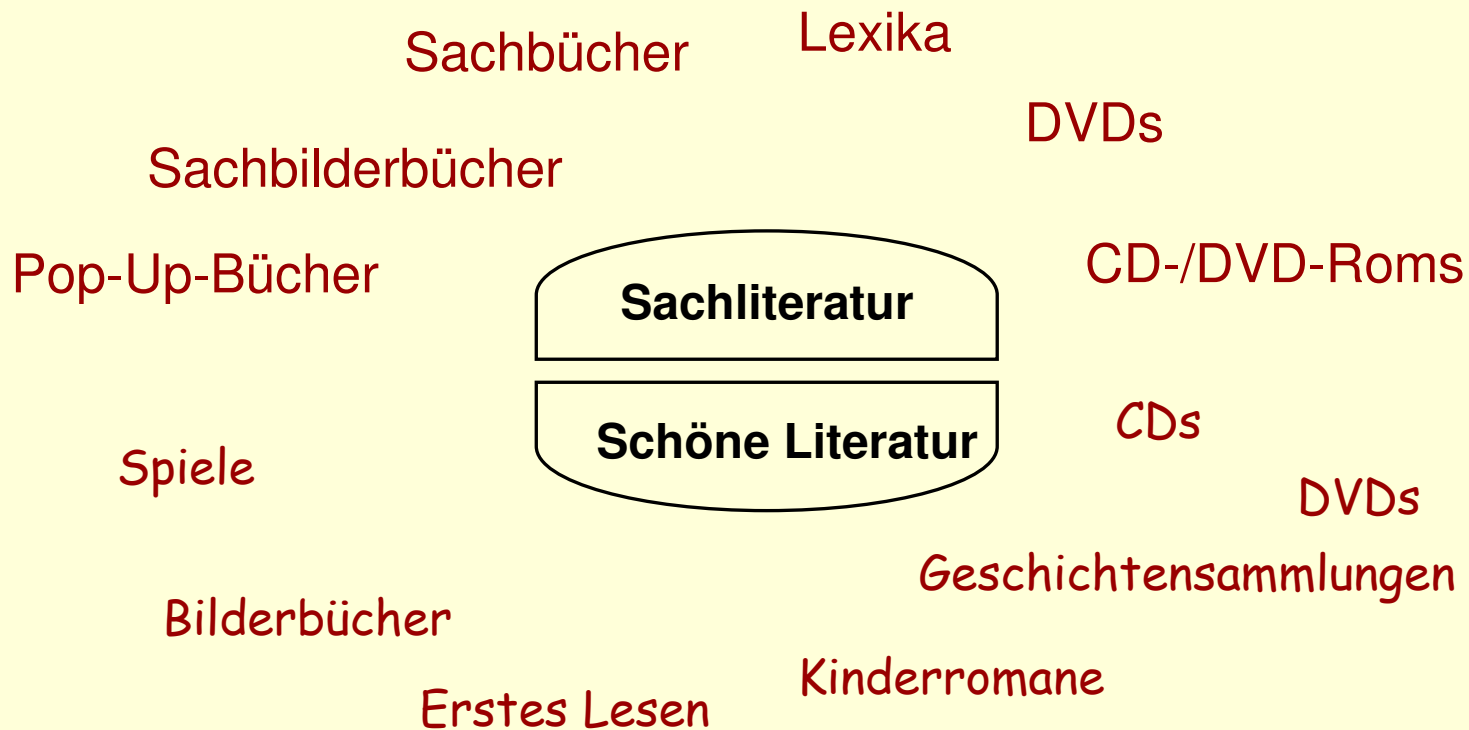 Sachbücher
Lexika
DVDs
Sachbilderbücher
Pop-Up-Bücher
CD-/DVD-Roms
Sachliteratur
Schöne Literatur
CDs
Spiele
DVDs
Geschichtensammlungen
Bilderbücher
Kinderromane
Erstes Lesen